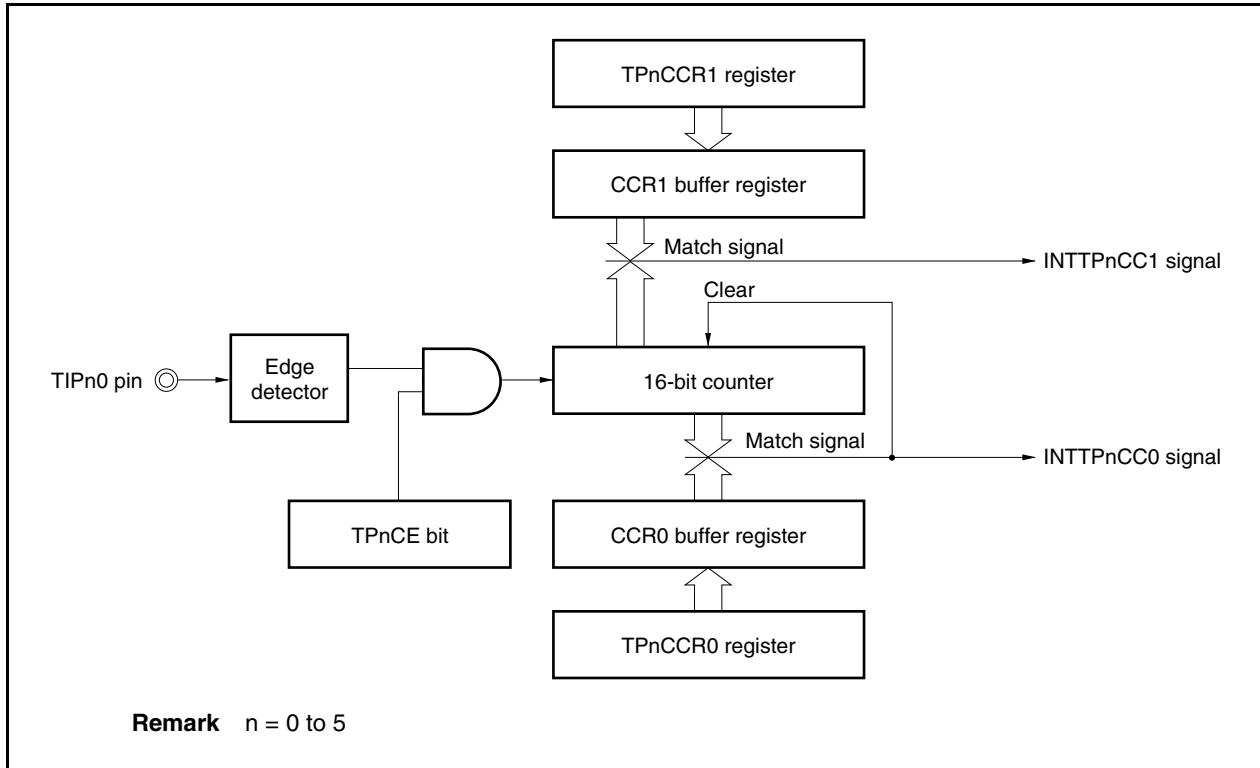 TPnCCR1 register
CCR1 buffer register
Match signal
INTTPnCC1 signal
Clear
TIPn0 pin
Edge
detector
16-bit counter
Match signal
INTTPnCC0 signal
TPnCE bit
CCR0 buffer register
TPnCCR0 register
Remark n = 0 to 5